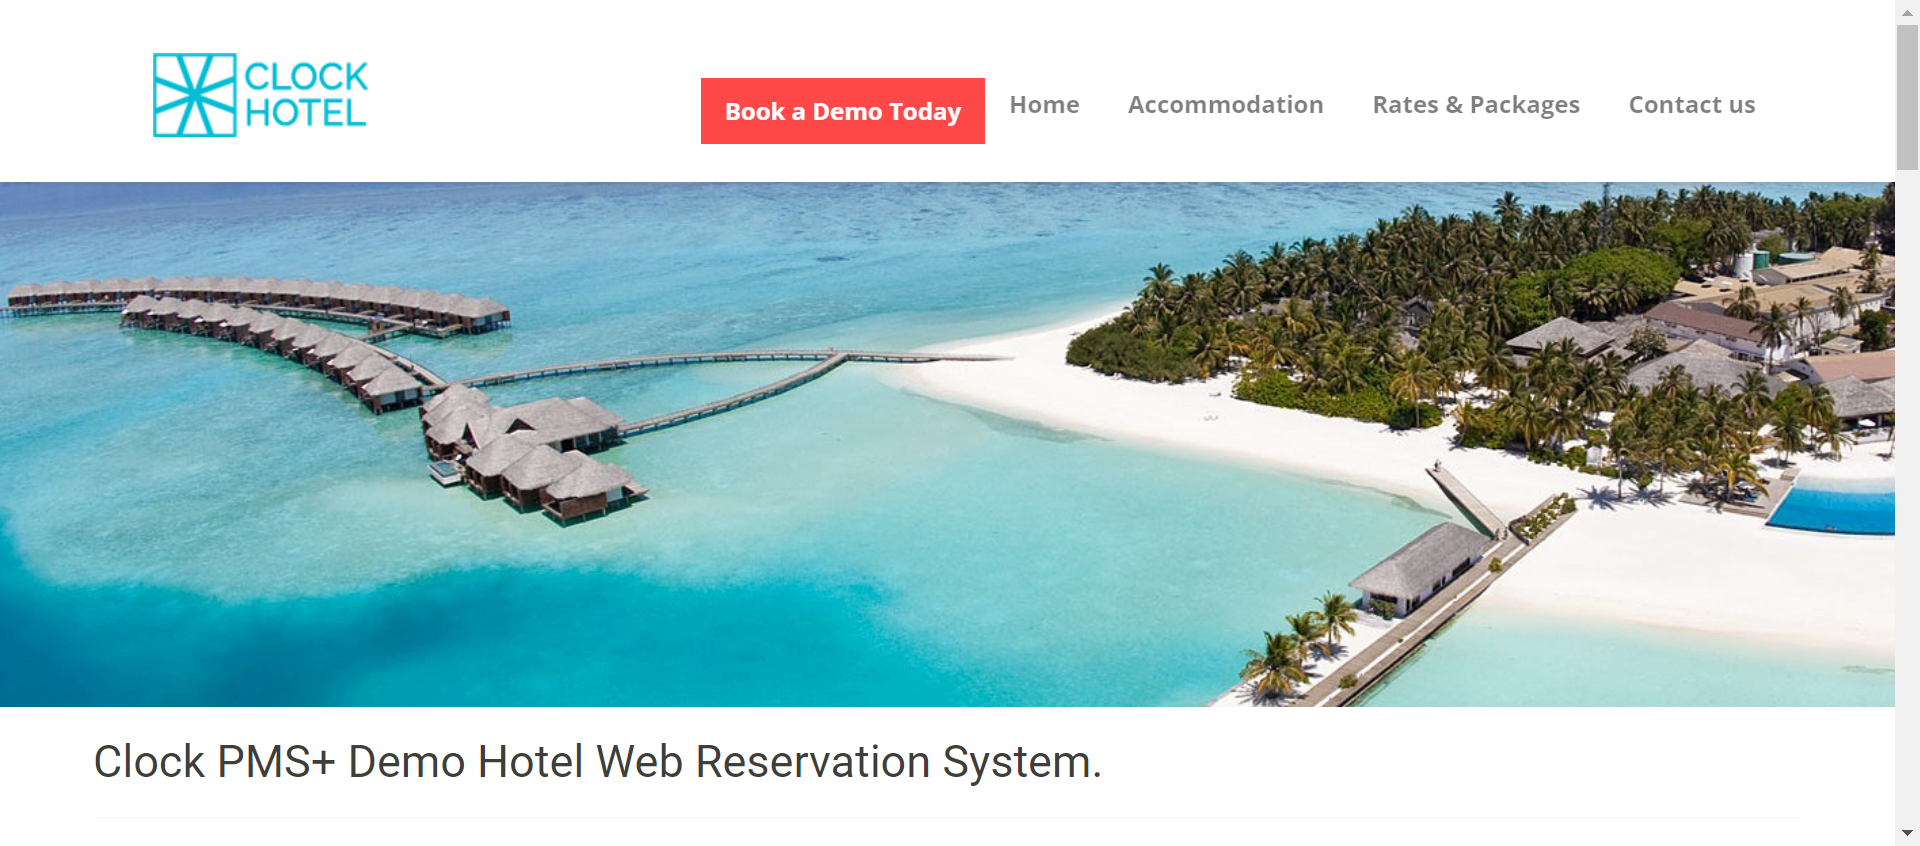 CLOCK
HOTEL
Book a Demo Today
Home
Accommodation
Rates & Packages
Contact us
Clock PMS+ Demo Hotel Web Reservation System.